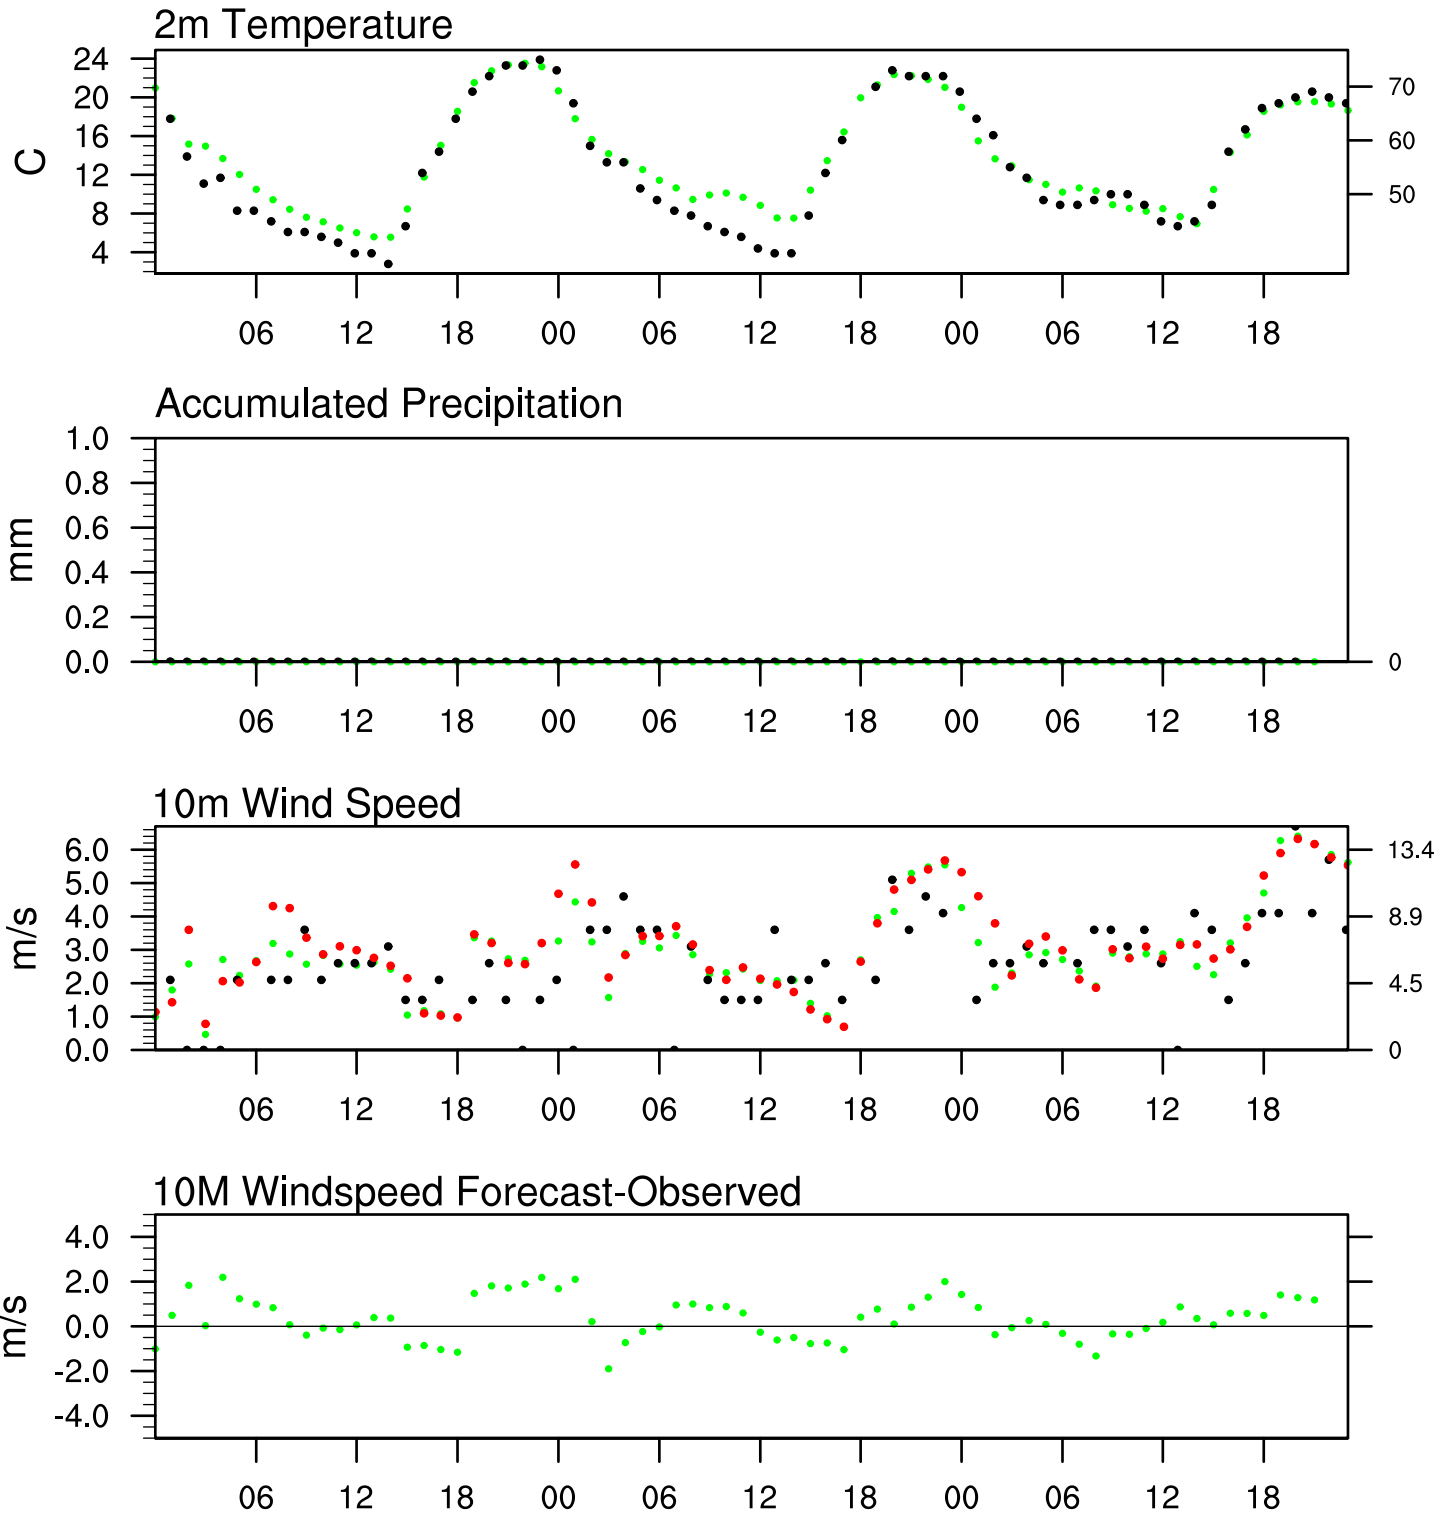 2m Temperature
24
20
16
12
8
4
C
70
60
50
06 12 18 00 06 12 18 00 06 12 18
Accumulated Precipitation
1.0
0.8
0.6
0.4
0.2
0.0
mm
0
06 12 18 00 06 12 18 00 06 12 18
10m Wind Speed
6.0
5.0
4.0
3.0
2.0
1.0
0.0
m/s
13.4
8.9
4.5
0
06 12 18 00 06 12 18 00 06 12 18
10M Windspeed Forecast-Observed
4.0
2.0
0.0
-2.0
-4.0
m/s
06 12 18 00 06 12 18 00 06 12 18